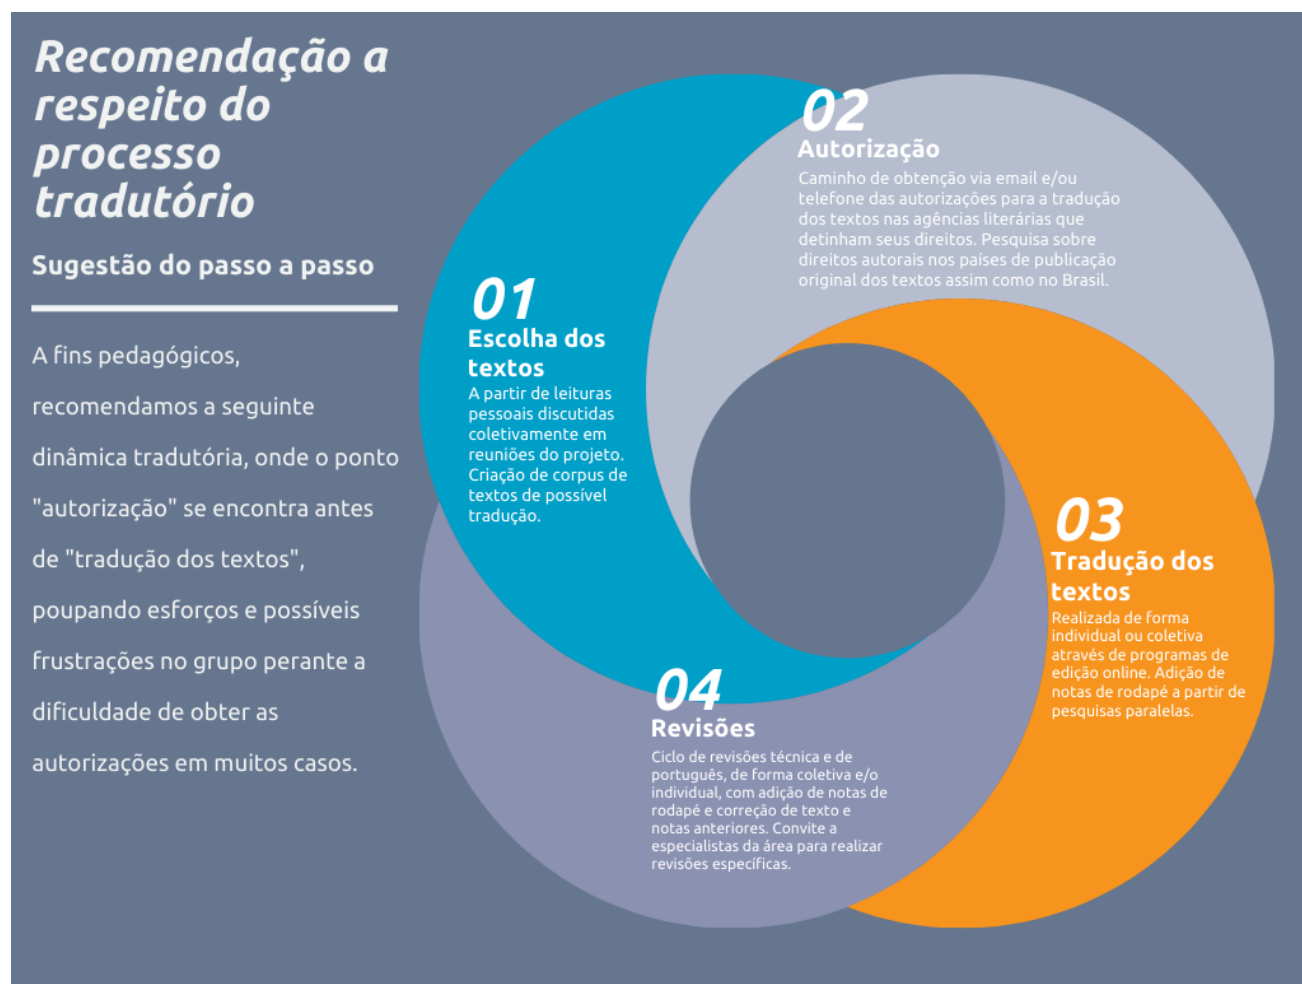 Recomendação a
respeito do
processo
tradutório
Sugestão do passo a passo
A fins pedagógicos,
recomendamos a seguinte
dinâmica tradutória, onde o ponto
"autorização" se encontra antes
de "tradução dos textos",
poupando esforços e possíveis
frustrações no grupo perante a
dificuldade de obter as
autorizações em muitos casos.
01
Escolha dos
textos
A partir de leituras
pessoais discutidas
coletivamente em
reuniões do projeto.
Criação de corpus de
textos de possível
tradução.
02
Autorização
Caminho de obtenção via email e/ou
telefone das autorizações para a tradução
dos textos nas agências literárias que
detinham seus direitos. Pesquisa sobre
direitos autorais nos países de publicação
original dos textos assim como no Brasil.
03
Tradução dos
textos
Realizada de forma
individual ou coletiva
através de programas de
edição online. Adição de
notas de rodapé a partir de
pesquisas paralelas.
04
Revisões
Ciclo de revisões técnica e de
português, de forma coletiva e/o
individual, com adição de notas de
rodapé e correção de texto e
notas anteriores. Convite a
especialistas da área para realizar
revisões específicas.